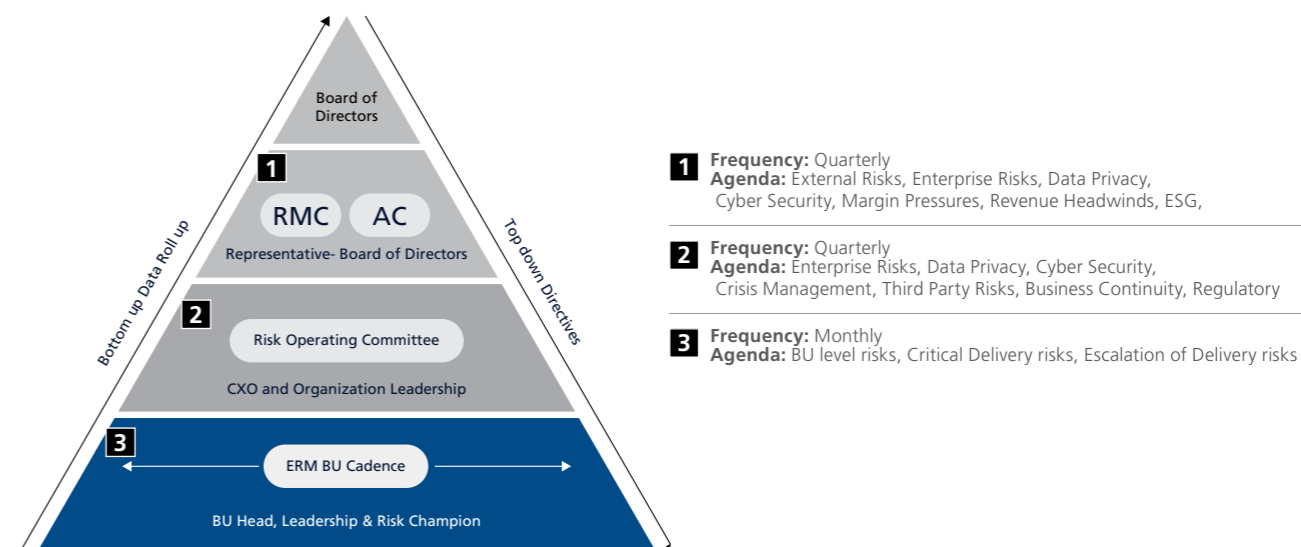 Board of
Directors
1
RMC
AC
Representative- Board of Directors
Bottom up Data Roll up
Top down Directives
2
Risk Operating Committee
CXO and Organization Leadership
3
ERM BU Cadence
BU Head, Leadership & Risk Champion
1
Frequency: Quarterly
Agenda: External Risks, Enterprise Risks, Data Privacy,
Cyber Security, Margin Pressures, Revenue Headwinds, ESG,
2
Frequency: Quarterly
Agenda: Enterprise Risks, Data Privacy, Cyber Security,
Crisis Management, Third Party Risks, Business Continuity, Regulatory
3
Frequency: Monthly
Agenda: BU level risks, Critical Delivery risks, Escalation of Delivery risks